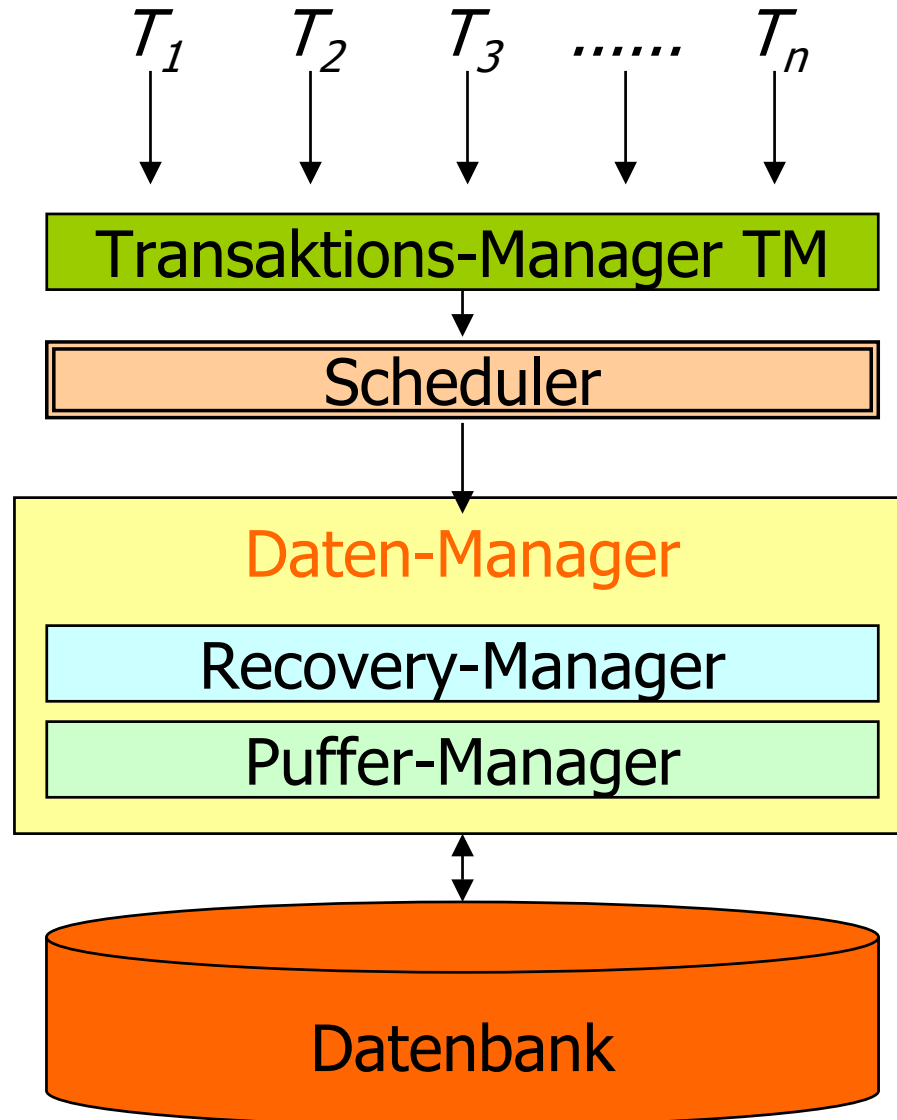 T1 T2 T3 ...... Tn
Transaktions-Manager TM
Scheduler
Daten-Manager
Recovery-Manager
Puffer-Manager
Datenbank